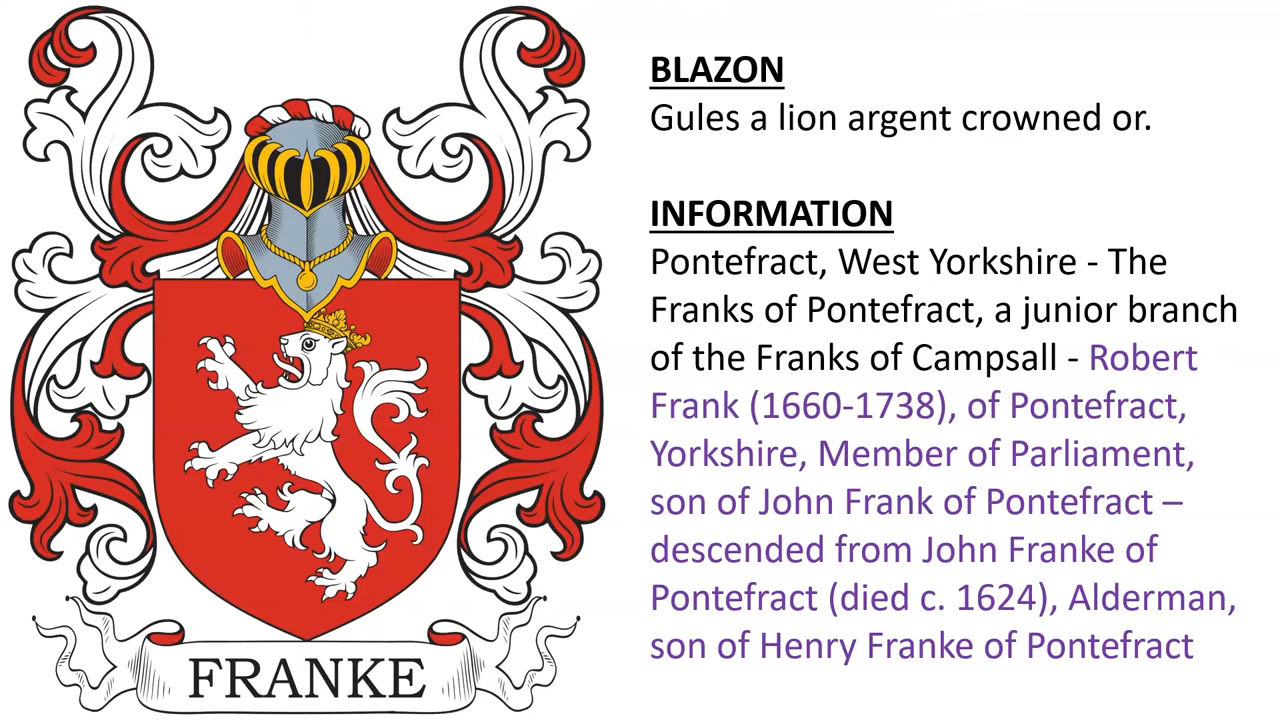 BLAZON
Gules a lion argent crowned or.
INFORMATION
Pontefract, West Yorkshire - The
Franks of Pontefract, a junior branch
of the Franks of Campsall - Robert
Frank (1660-1738), of Pontefract,
Yorkshire, Member of Parliament,
son of John Frank of Pontefract –
descended from John Franke of
Pontefract (died c. 1624), Alderman,
son of Henry Franke of Pontefract
FRANKE